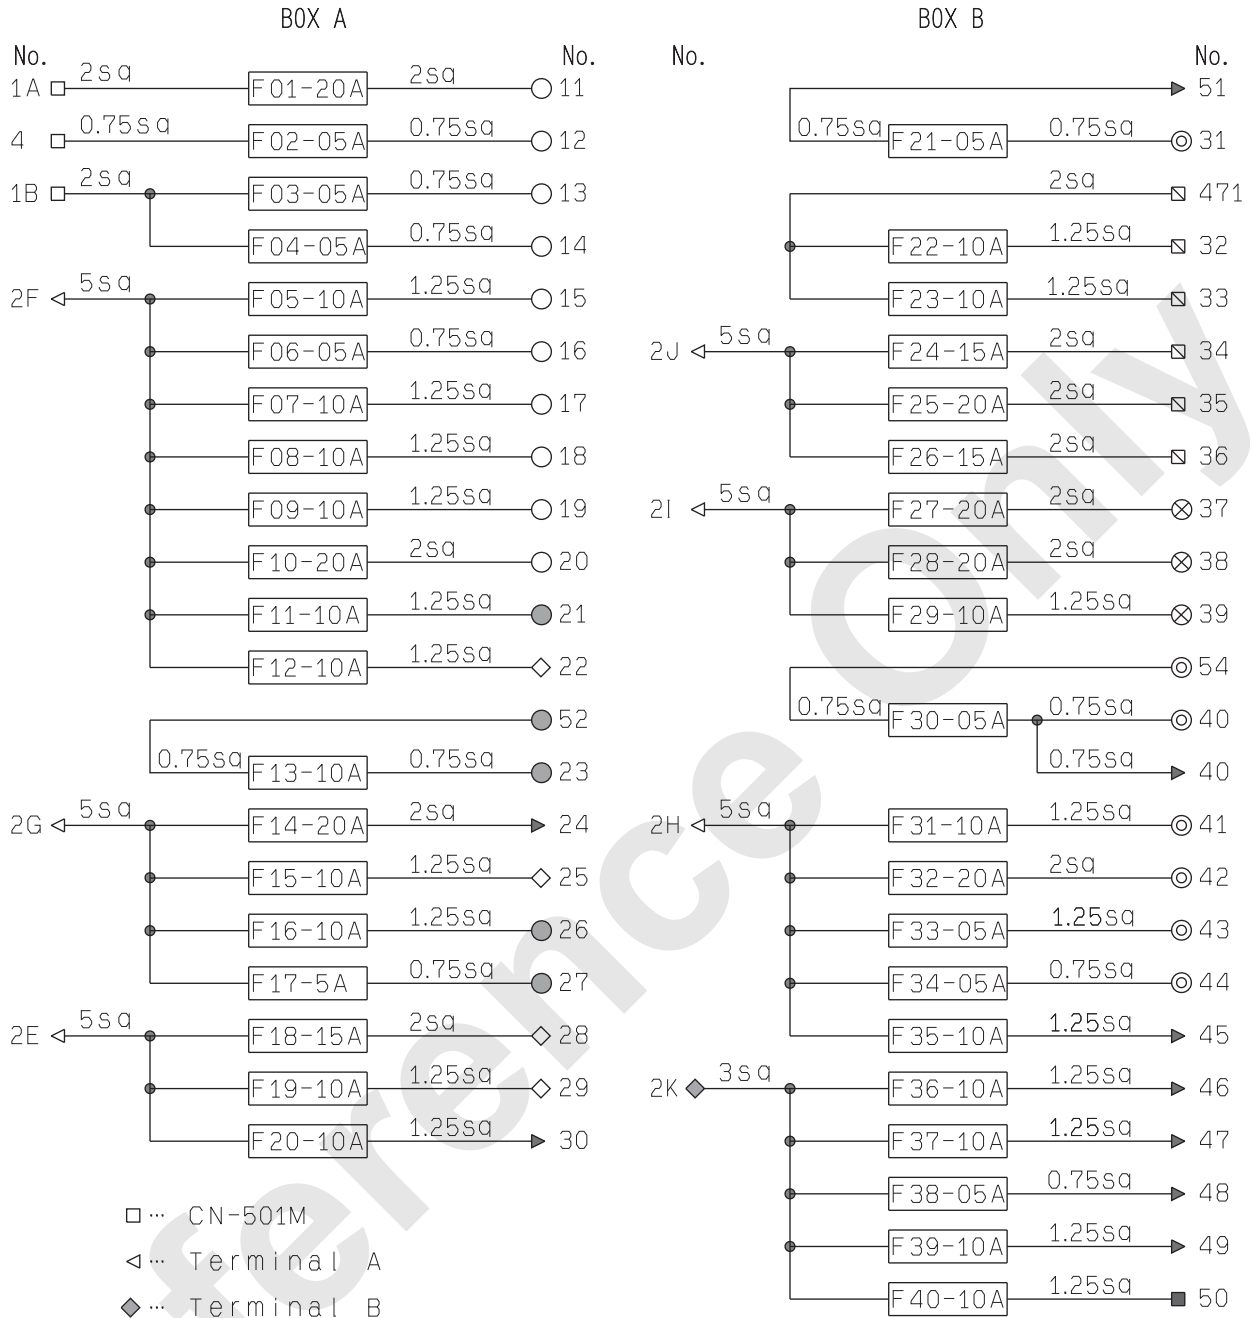 BOX A
No. No.
1A 2sq F01-20A 2sq 11
4 0.75sq F02-05A 0.75sq 12
1B 2sq F03-05A 0.75sq 13
F04-05A 0.75sq 14
2F 5sq F05-10A 1.25sq 15
F06-05A 0.75sq 16
F07-10A 1.25sq 17
F08-10A 1.25sq 18
F09-10A 1.25sq 19
F10-20A 2sq 20
F11-10A 1.25sq 21
F12-10A 1.25sq 22
52
0.75sq F13-10A 0.75sq 23
2G 5sq F14-20A 2sq 24
F15-10A 1.25sq 25
F16-10A 1.25sq 26
F17-5A 0.75sq 27
2E 5sq F18-15A 2sq 28
F19-10A 1.25sq 29
F20-10A 1.25sq 30
··· CN-501M
··· Terminal A
··· Terminal B
BOX B
No. No.
51
0.75sq F21-05A 0.75sq 31
2sq 471
F22-10A 1.25sq 32
F23-10A 1.25sq 33
2J 5sq F24-15A 2sq 34
F25-20A 2sq 35
F26-15A 2sq 36
2I 5sq F27-20A 2sq 37
F28-20A 2sq 38
F29-10A 1.25sq 39
54
0.75sq F30-05A 0.75sq 40
0.75sq 40
2H 5sq F31-10A 1.25sq 41
F32-20A 2sq 42
F33-05A 1.25sq 43
F34-05A 0.75sq 44
F35-10A 1.25sq 45
2K 3sq F36-10A 1.25sq 46
F37-10A 1.25sq 47
F38-05A 0.75sq 48
F39-10A 1.25sq 49
F40-10A 1.25sq 50
ference Only